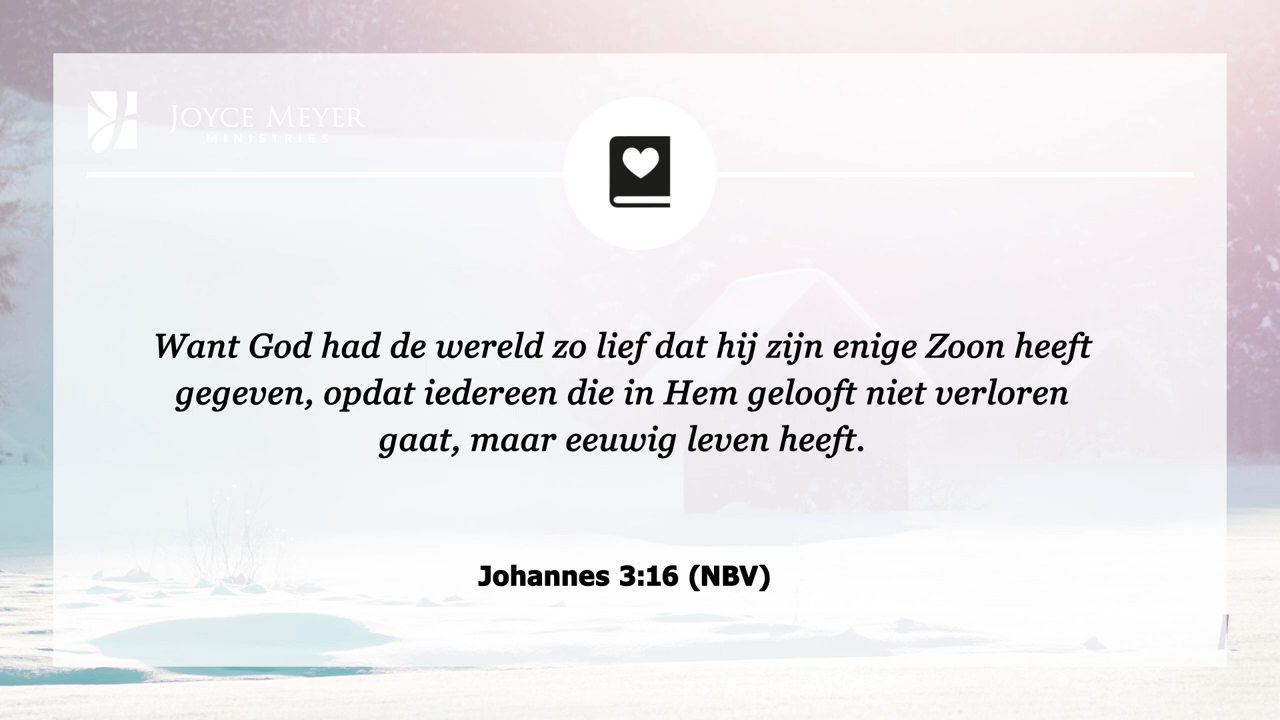 JOYCE MEYER
MINISTRIES
Want God had de wereld zo lief dat hij zijn enige Zoon heeft
gegeven, opdat iedereen die in Hem gelooft niet verloren
gaat, maar eeuwig leven heeft.
Johannes 3:16 (NBV)